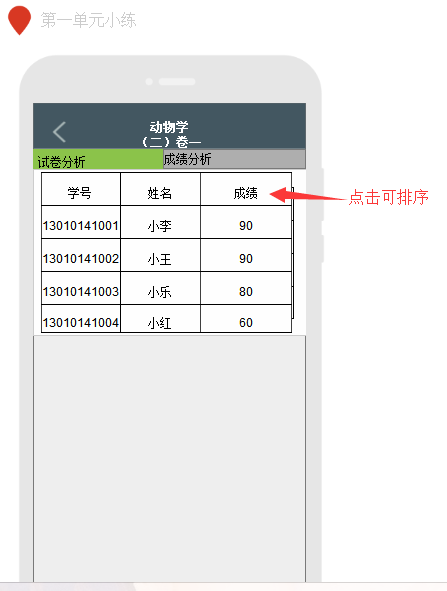 第一单元小练
动物学
（二）卷一
试卷分析 成绩分析
学号 姓名 成绩
点击可排序
13010141001 小李 90
13010141002 小王 90
13010141003 小乐 80
13010141004 小红 60